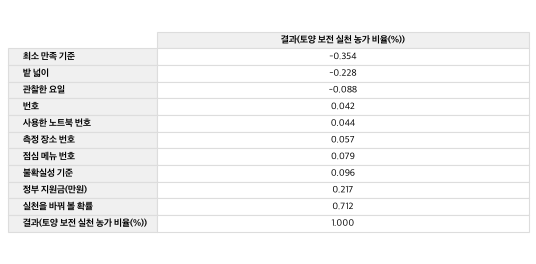 결과(토양 보전 실천 농가 비율(%))
최소 만족 기준 -0.354
밭 넓이 -0.228
관찰한 요일 -0.088
번호 0.042
사용한 노트북 번호 0.044
측정 장소 번호 0.057
점심 메뉴 번호 0.079
불확실성 기준 0.096
정부 지원금(만원) 0.217
실천을 바꿔 볼 확률 0.712
결과(토양 보전 실천 농가 비율(%)) 1.000